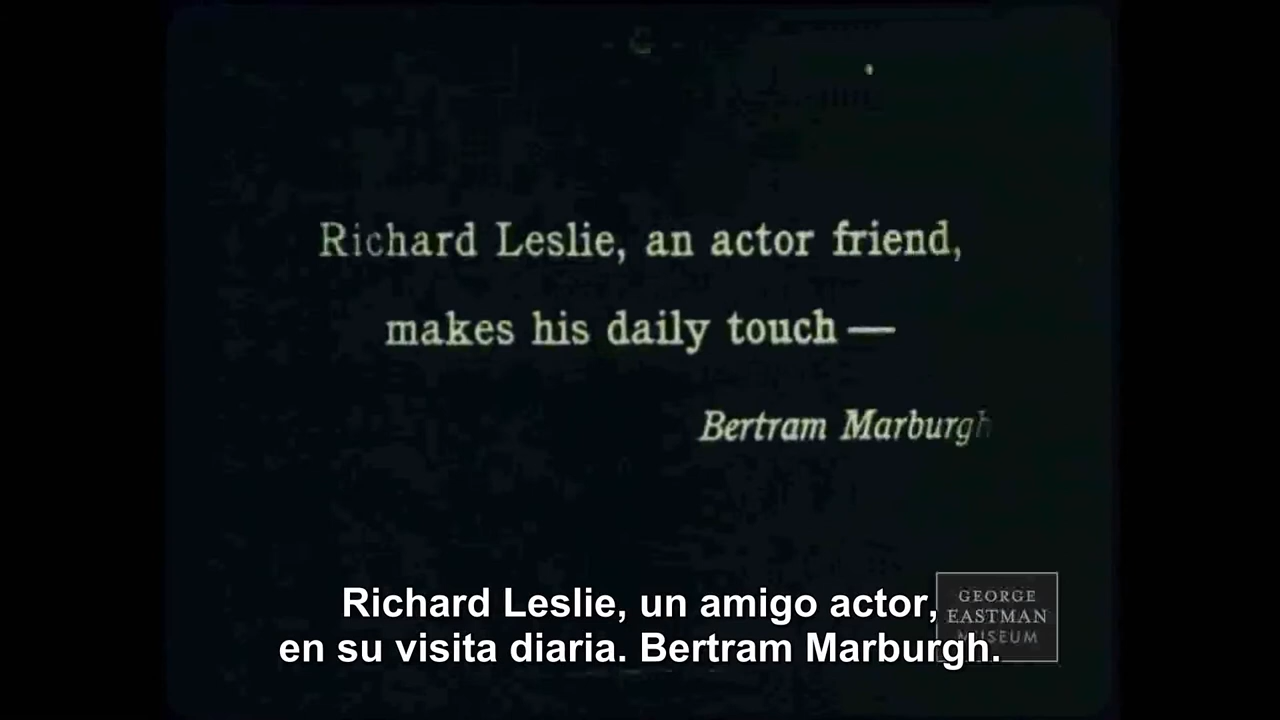 Richard Leslie, an actor friend,
makes his daily touch —
Bertram Marburgh
Richard Leslie, un amigo actor,
en su visita diaria. Bertram Marburgh.
GEORGE
EASTMAN
MUSEUM